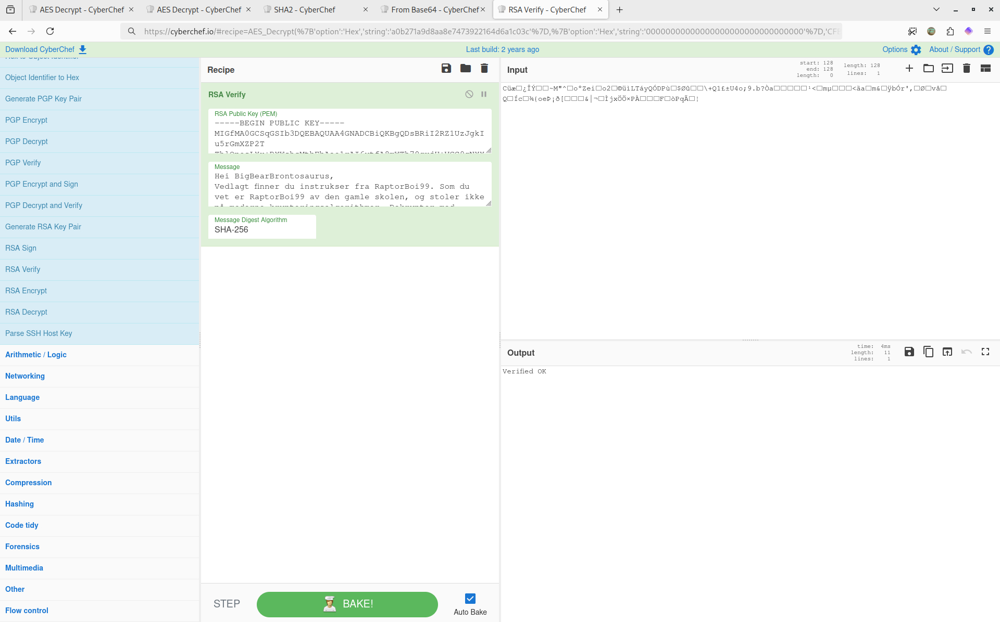 AES Decrypt - CyberChef
AES Decrypt - CyberChef
SHA2 - CyberChef
From Base64 - CyberChef
RSA Verify - CyberChef
https://cyberchef.io/#recipe=AES_Decrypt(%7B'option':'Hex','string':'a0b271a9d8aa8e7473922164d6a1c03c'%7D,%7B'option':'Hex','string':'00000000000000000000000000000000'%7D,'CFB
Download CyberChef
Last build: 2 years ago
Options
About / Support
Hex to Object Identifier
Object Identifier to Hex
Generate PGP Key Pair
PGP Encrypt
PGP Decrypt
PGP Verify
PGP Encrypt and Sign
PGP Decrypt and Verify
Generate RSA Key Pair
RSA Sign
RSA Verify
RSA Encrypt
RSA Decrypt
Parse SSH Host Key
Arithmetic / Logic
Networking
Language
Utils
Date / Time
Extractors
Compression
Hashing
Code tidy
Forensics
Multimedia
Other
Flow control
Recipe
RSA Verify
RSA Public Key (PEM)
-----BEGIN PUBLIC KEY-----
MIGfMA0GCSqGSIb3DQEBAQUAA4GNADCBiQKBgQDsBRiI2RZ1UzJgkI
u5rGmXZP2T
Message
Hei BigBearBrontosaurus,
Vedlagt finner du instrukser fra RaptorBoi99. Som du
vet er RaptorBoi99 av den gamle skolen, og stoler ikke
Message Digest Algorithm
SHA-256
STEP
BAKE!
Auto Bake
Input
start: 128
end: 128
length: 0
length: 128
lines: 1
Cüæ□¿ÎÝ□□~M"^□o°Zei□o2□©üìLTáyQÓDPù□$Øû□□\+Q1£±U4o;9.b?Òa□□□□□¹<□mµ□□□<ãa□m&□ÿbÓr',□Ø□vå□
Q□Íc□¾{oeÞ¡ð[□□□&|¬□ÌjxÖÖ×PÀ□□□F□òPqÃ□¦
Output
time: 4ms
length: 11
lines: 1
Verified OK